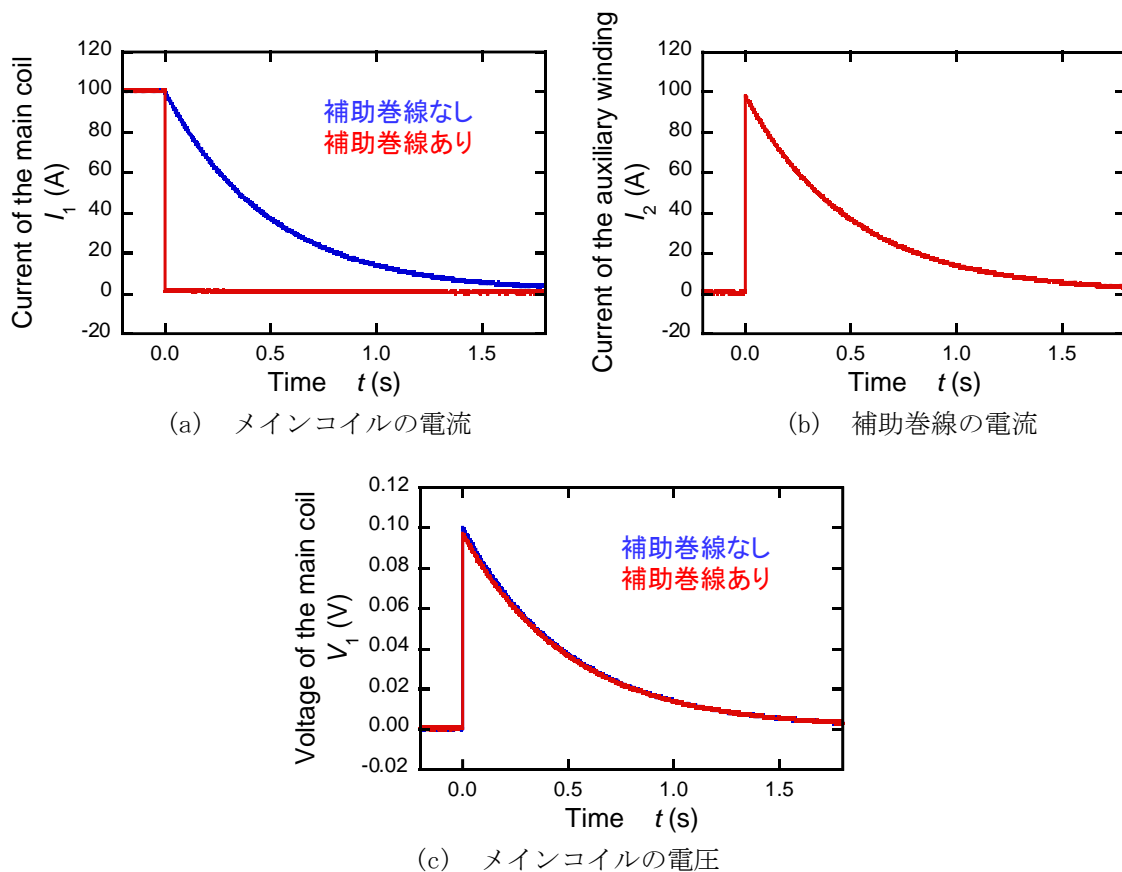 120
100
80
60
40
20
0
-20
Current of the main coil
I₁ (A)
補助巻線なし
補助巻線あり
0.0 0.5 1.0 1.5
Time t (s)
(a) メインコイルの電流
120
100
80
60
40
20
0
-20
Current of the auxiliary winding
I₂ (A)
0.0 0.5 1.0 1.5
Time t (s)
(b) 補助巻線の電流
0.12
0.10
0.08
0.06
0.04
0.02
0.00
-0.02
Voltage of the main coil
V₁ (V)
補助巻線なし
補助巻線あり
0.0 0.5 1.0 1.5
Time t (s)
(c) メインコイルの電圧